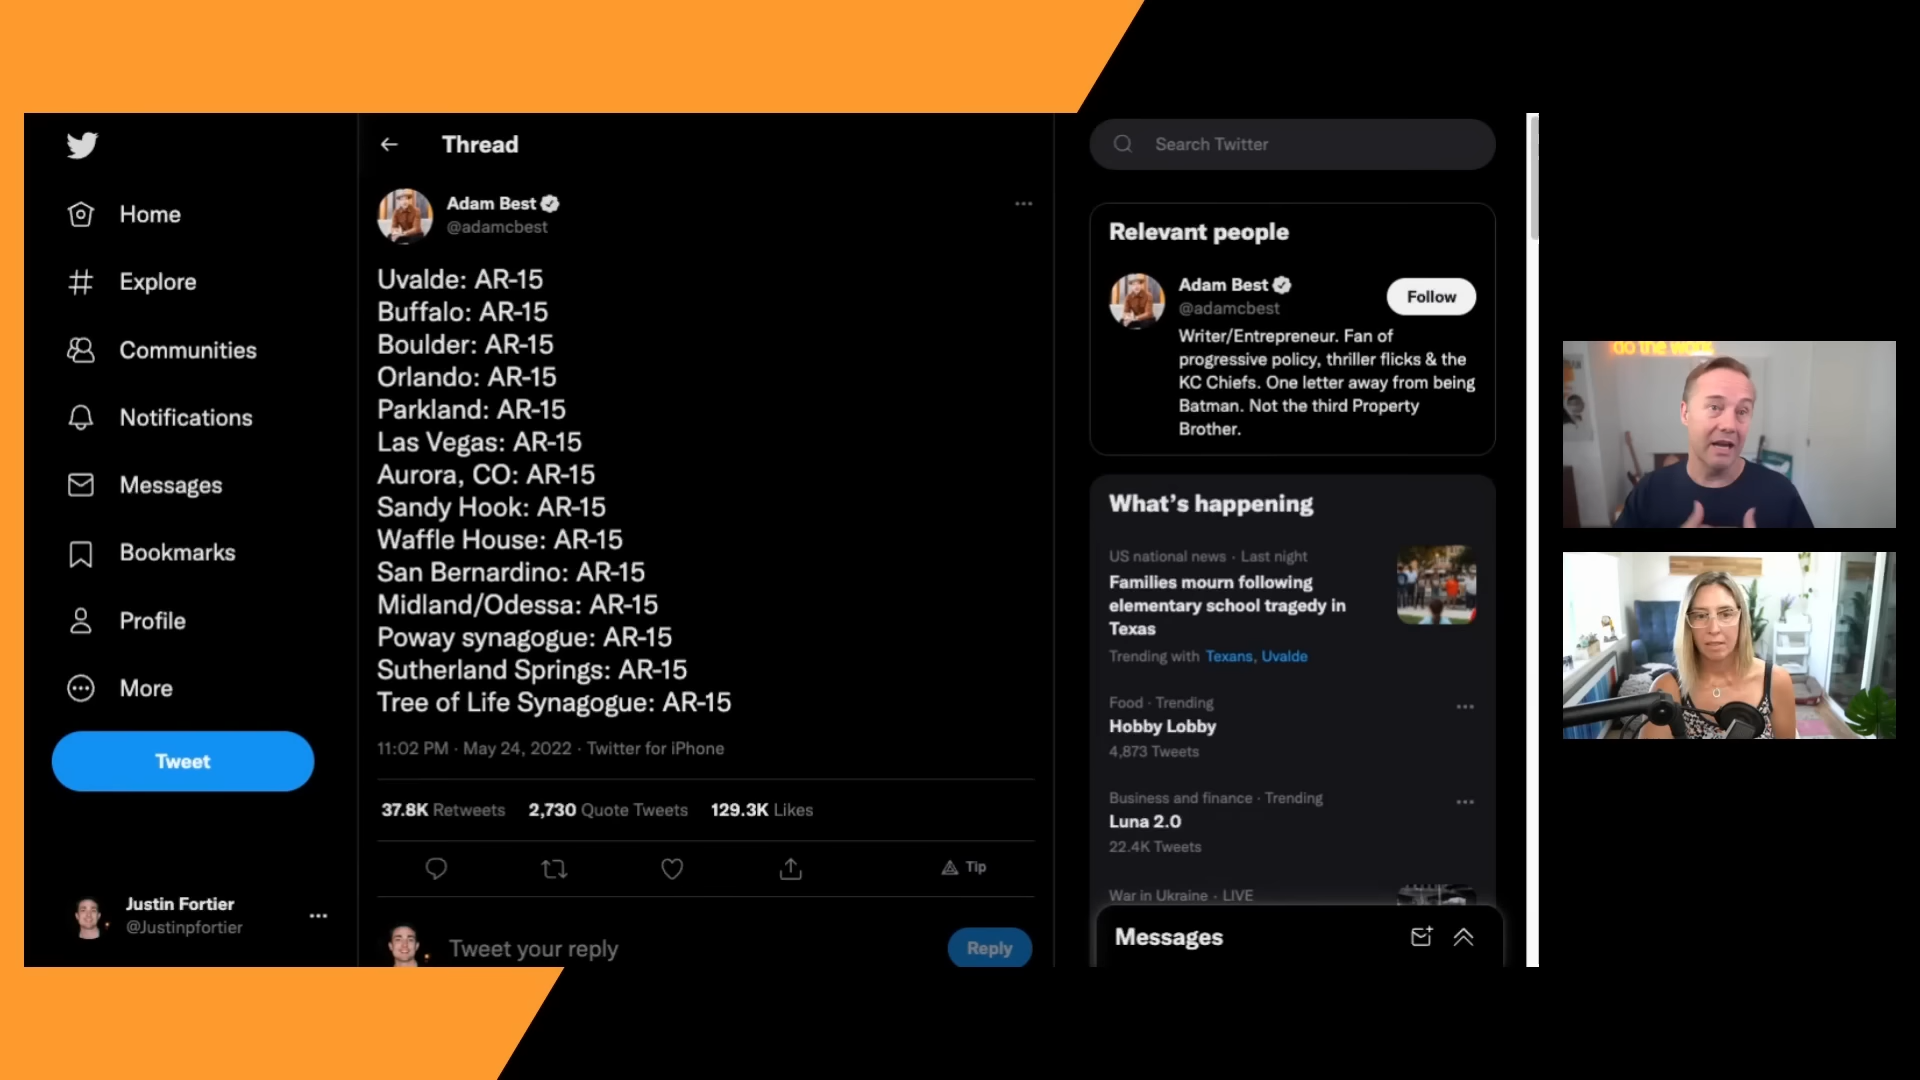 Home
Explore
Communities
Notifications
Messages
Bookmarks
Profile
More
Tweet
Justin Fortier
@Justinpfortier
Thread
Adam Best
@adamcbest
Uvalde: AR-15
Buffalo: AR-15
Boulder: AR-15
Orlando: AR-15
Parkland: AR-15
Las Vegas: AR-15
Aurora, CO: AR-15
Sandy Hook: AR-15
Waffle House: AR-15
San Bernardino: AR-15
Midland/Odessa: AR-15
Poway synagogue: AR-15
Sutherland Springs: AR-15
Tree of Life Synagogue: AR-15
11:02 PM · May 24, 2022 · Twitter for iPhone
37.8K Retweets 2,730 Quote Tweets 129.3K Likes
Tip
Tweet your reply
Reply
Search Twitter
Relevant people
Adam Best
@adamcbest
Follow
Writer/Entrepreneur. Fan of
progressive policy, thriller flicks & the
KC Chiefs. One letter away from being
Batman. Not the third Property
Brother.
What's happening
US national news · Last night
Families mourn following
elementary school tragedy in
Texas
Trending with Texans, Uvalde
Food · Trending
Hobby Lobby
4,873 Tweets
Business and finance · Trending
Luna 2.0
22.4K Tweets
War in Ukraine · LIVE
Messages
do the work.